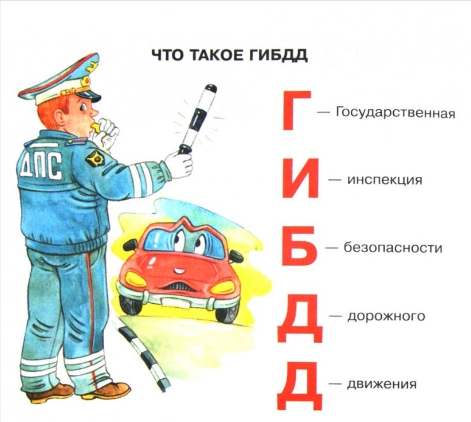 ЧТО ТАКОЕ ГИБДД
Г — Государственная
И — инспекция
Б — безопасности
Д — дорожного
Д — движения
ДПС